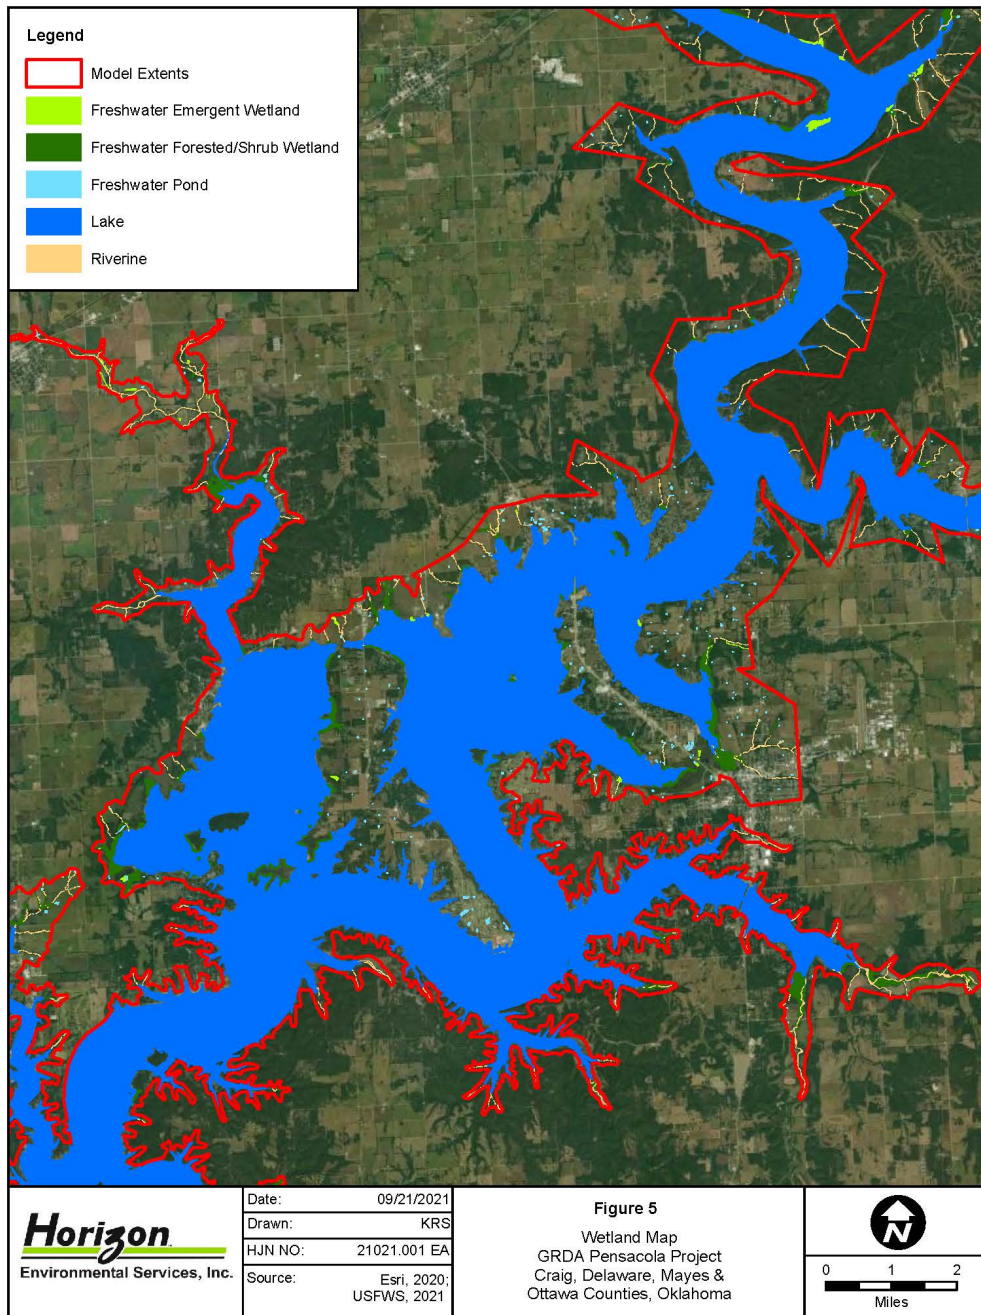 Legend
Model Extents
Freshwater Emergent Wetland
Freshwater Forested/Shrub Wetland
Freshwater Pond
Lake
Riverine
Horizon
Environmental Services, Inc.
Date: 09/21/2021
Drawn: KRS
HJN NO: 21021.001 EA
Source: Esri, 2020;
USFWS, 2021
Figure 5
Wetland Map
GRDA Pensacola Project
Craig, Delaware, Mayes &
Ottawa Counties, Oklahoma
N
0 1 2
Miles